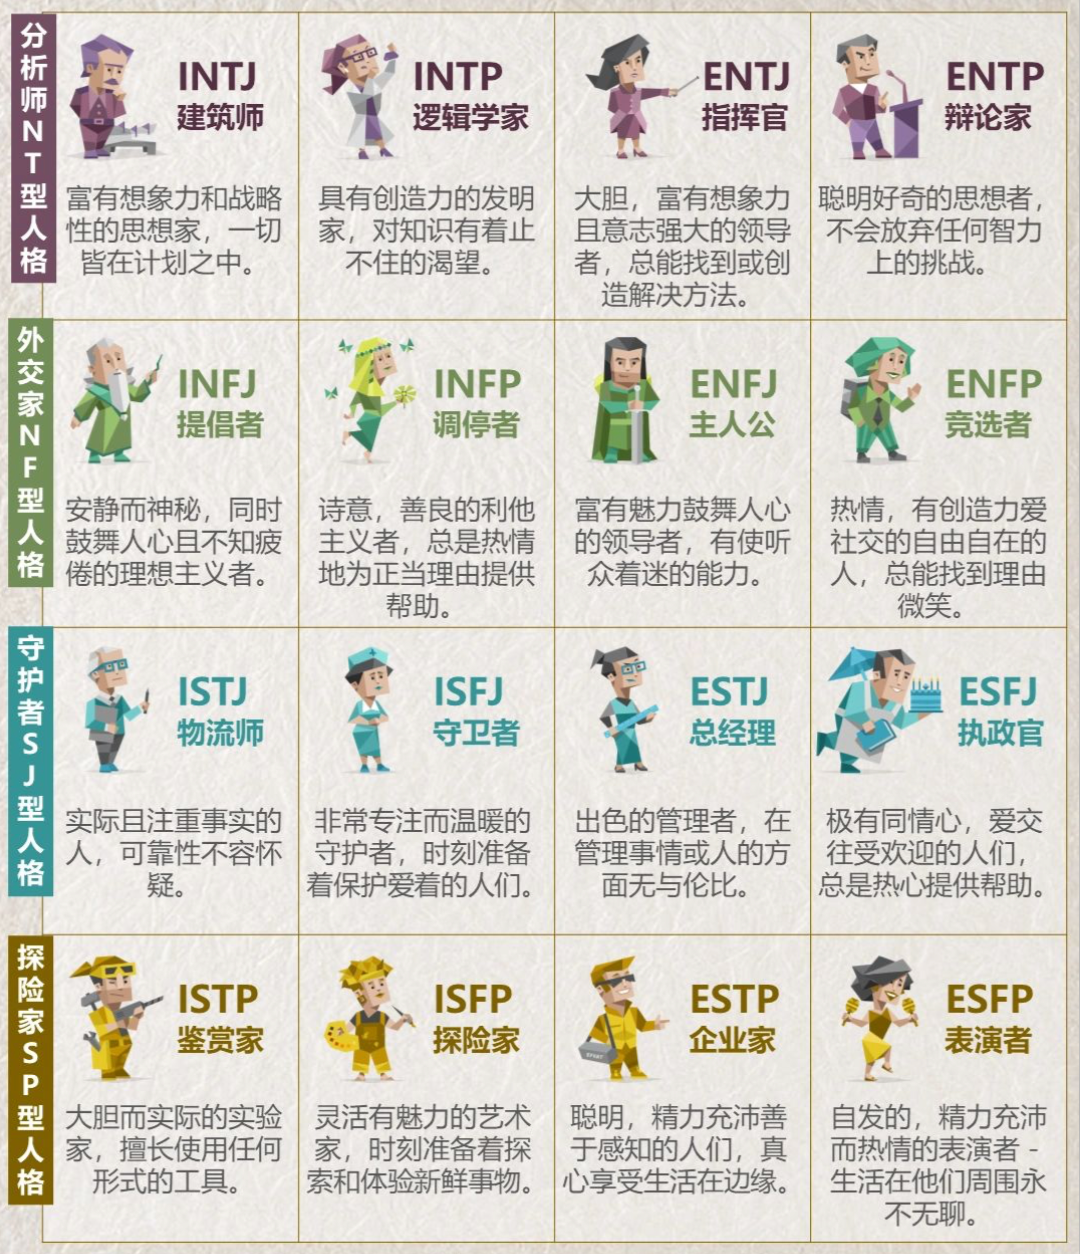 分析师NT型人格
INTJ
建筑师
富有想象力和战略
性的思想家，一切
皆在计划之中。
INTP
逻辑学家
具有创造力的发明
家，对知识有着止
不住的渴望。
ENTJ
指挥官
大胆，富有想象力
且意志强大的领导
者，总能找到或创
造解决方法。
ENTP
辩论家
聪明好奇的思想者，
不会放弃任何智力
上的挑战。
外交家NF型人格
INFJ
提倡者
安静而神秘，同时
鼓舞人心且不知疲
倦的理想主义者。
INFP
调停者
诗意，善良的利他
主义者，总是热情
地为正当理由提供
帮助。
ENFJ
主人公
富有魅力鼓舞人心
的领导者，有使听
众着迷的能力。
ENFP
竞选者
热情，有创造力爱
社交的自由自在的
人，总能找到理由
微笑。
守护者SJ型人格
ISTJ
物流师
实际且注重事实的
人，可靠性不容怀
疑。
ISFJ
守卫者
非常专注而温暖的
守护者，时刻准备
着保护爱着的人们。
ESTJ
总经理
出色的管理者，在
管理事情或人的方
面无与伦比。
ESFJ
执政官
极有同情心，爱交
往受欢迎的人们，
总是热心提供帮助。
探险家SP型人格
ISTP
鉴赏家
大胆而实际的实验
家，擅长使用任何
形式的工具。
ISFP
探险家
灵活有魅力的艺术
家，时刻准备着探
索和体验新鲜事物。
ESTP
企业家
聪明，精力充沛善
于感知的人们，真
心享受生活在边缘。
ESFP
表演者
自发的，精力充沛
而热情的表演者 -
生活在他们周围永
不无聊。